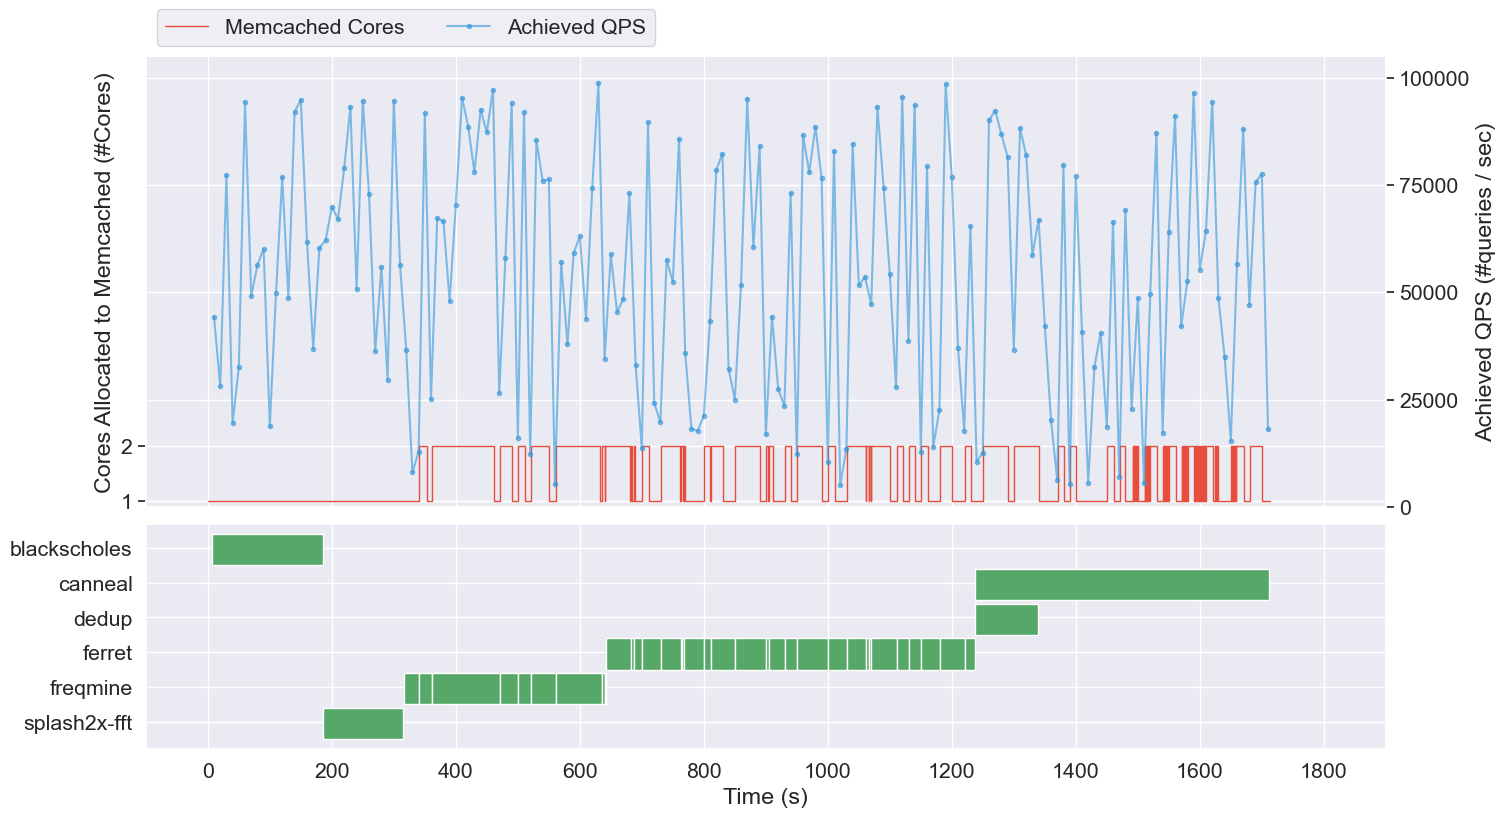 Memcached Cores
Achieved QPS
Cores Allocated to Memcached (#Cores)
2
1
100000
75000
50000
25000
0
Achieved QPS (#queries / sec)
blackscholes
canneal
dedup
ferret
freqmine
splash2x-fft
0 200 400 600 800 1000 1200 1400 1600 1800
Time (s)